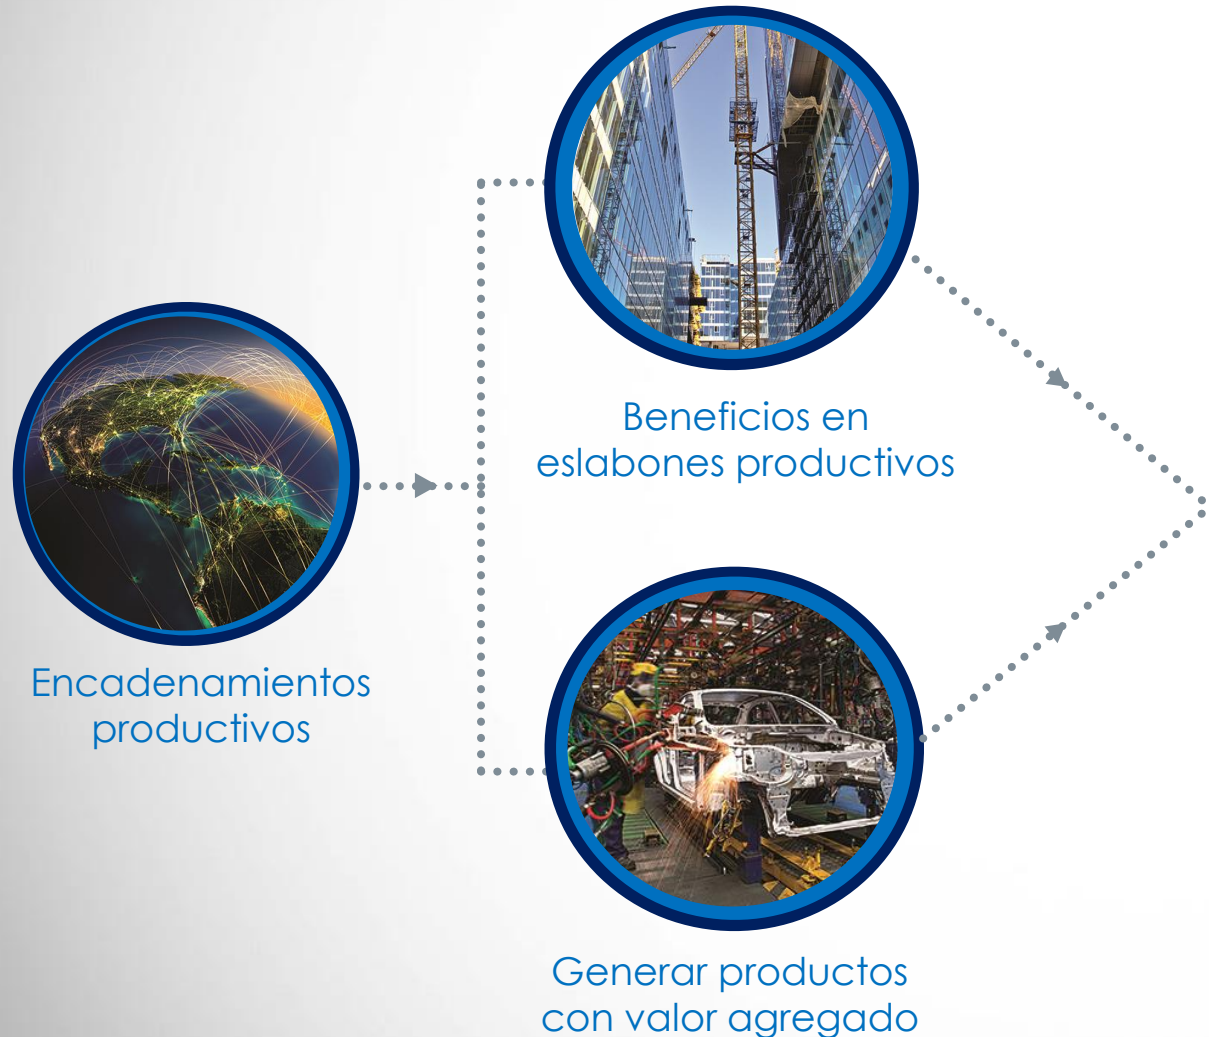 Beneficios en
eslabones productivos
Encadenamientos
productivos
Generar productos
con valor agregado